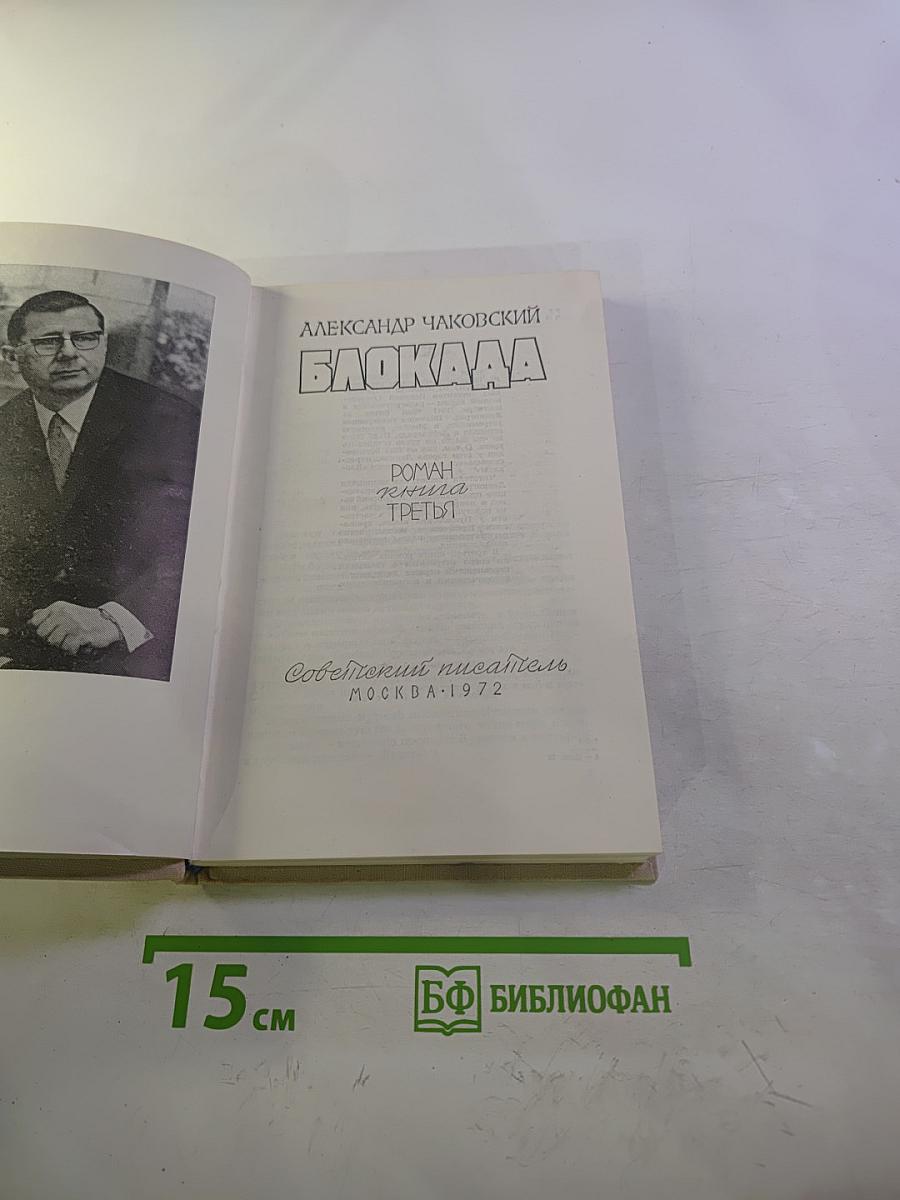 АЛЕКСАНДР ЧАКОВСКИЙ
БЛОКАДА
РОМАН
книга
ТРЕТЬЯ
Советский писатель
МОСКВА·1972
15 см
БФ БИБЛИОФАН